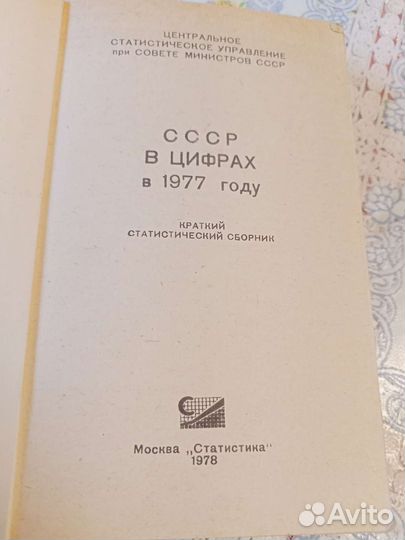 ЦЕНТРАЛЬНОЕ
СТАТИСТИЧЕСКОЕ УПРАВЛЕНИЕ
при СОВЕТЕ МИНИСТРОВ СССР
СССР
В ЦИФРАХ
в 1977 году
КРАТКИЙ
СТАТИСТИЧЕСКИЙ СБОРНИК
Москва „Статистика"
1978
Avito